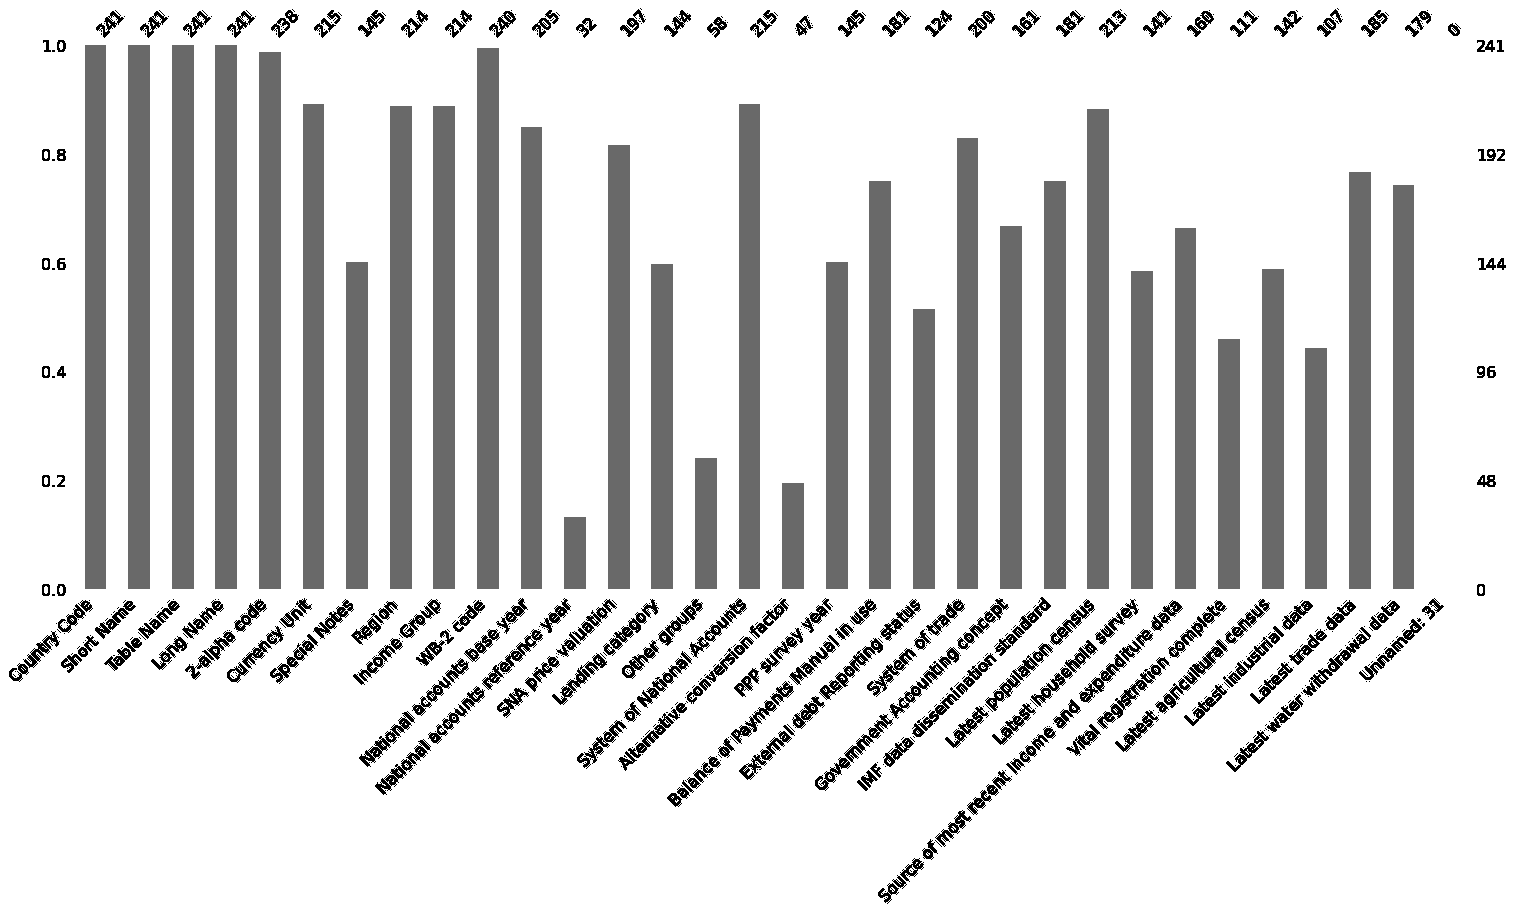 241 241 241 241 238 215 145 214 214 240 205 32 197 144 58 215 47 145 181 124 200 161 181 213 141 160 111 142 107 185 179 0
1.0 241
0.8 192
0.6 144
0.4 96
0.2 48
0.0 0
Country Code
Short Name
Table Name
Long Name
2-alpha code
Currency Unit
Special Notes
Region
Income Group
WB-2 code
National accounts base year
National accounts reference year
SNA price valuation
Lending category
Other groups
System of National Accounts
Alternative conversion factor
PPP survey year
Balance of Payments Manual in use
External debt Reporting status
System of trade
Government Accounting concept
IMF data dissemination standard
Latest population census
Latest household survey
Source of most recent Income and expenditure data
Vital registration complete
Latest agricultural census
Latest industrial data
Latest trade data
Latest water withdrawal data
Unnamed: 31